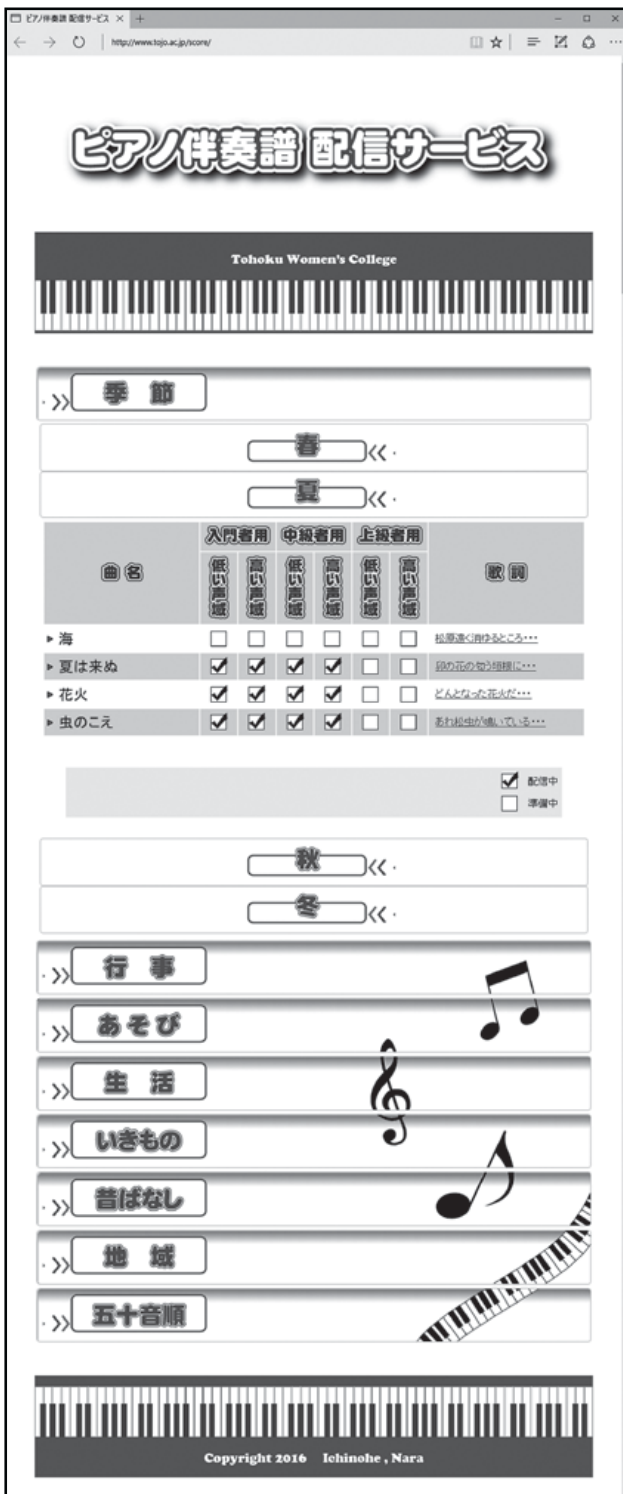 ピアノ伴奏譜 配信サービス
http://www.tojo.ac.jp/score/
ピアノ伴奏譜 配信サービス
Tohoku Women's College
季 節
春
夏
曲 名 入門者用 中級者用 上級者用 歌 詞
低い声域 高い声域 低い声域 高い声域 低い声域 高い声域
海 松原遠く消ゆるところ・・・
夏は来ぬ 卯の花の匂う垣根に・・・
花火 どんとなった花火だ・・・
虫のこえ あれ松虫が鳴いている・・・
配信中
準備中
秋
冬
行 事
あそび
生 活
いきもの
昔ばなし
地 域
五十音順
Copyright 2016 Ichinohe , Nara